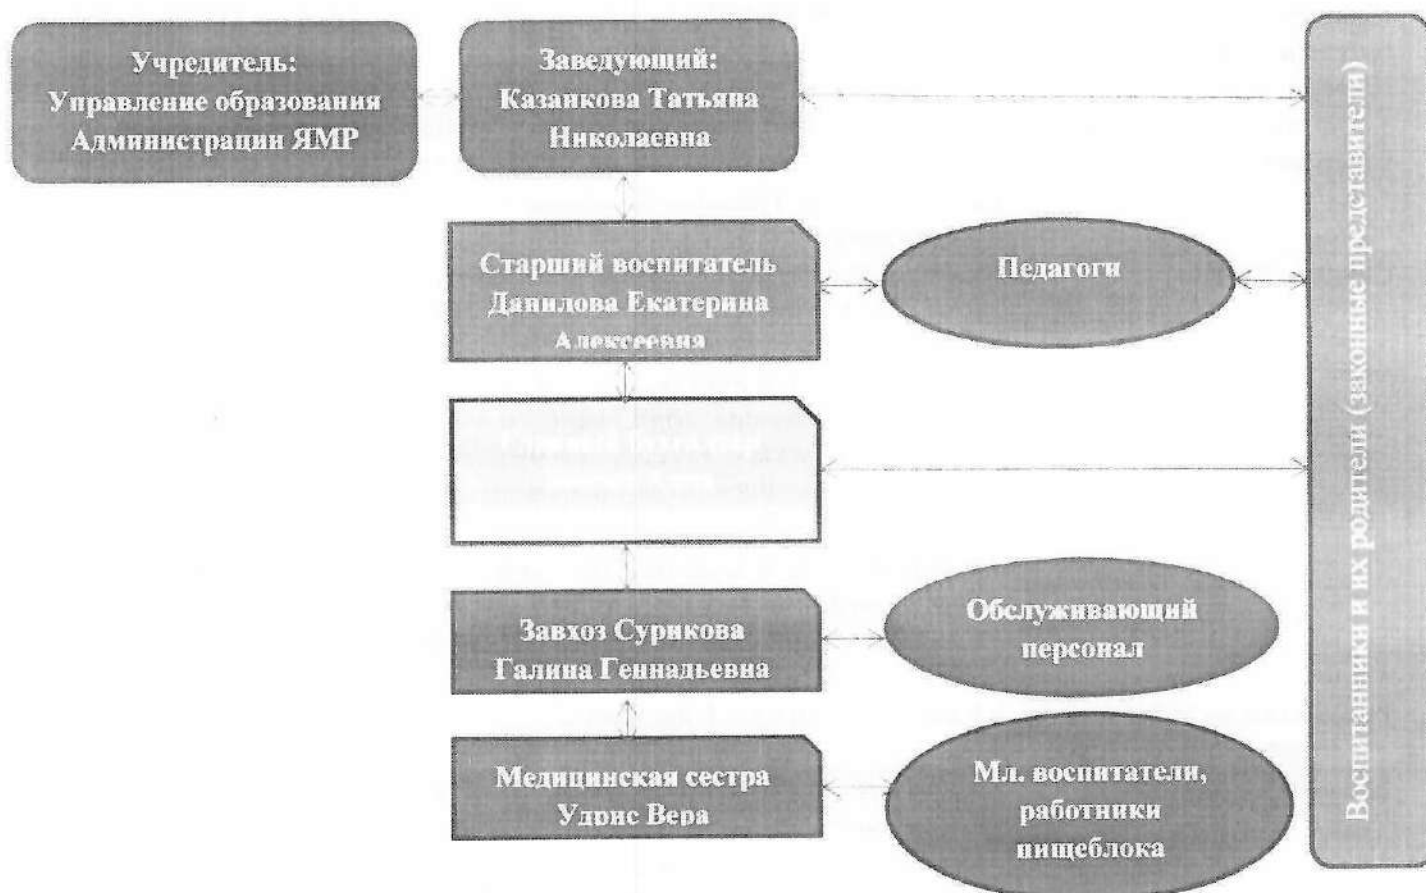 Учредитель:
Управление образования
Администрации ЯМР
Заведующий:
Казанкова Татьяна
Николаевна
Старший воспитатель
Данилова Екатерина
Алексеевна
Педагоги
Завхоз Сурикова
Галина Геннадьевна
Обслуживающий
персонал
Медицинская сестра
Удрис Вера
Мл. воспитатели,
работники
пищеблока
Воспитанники и их родители (законные представители)